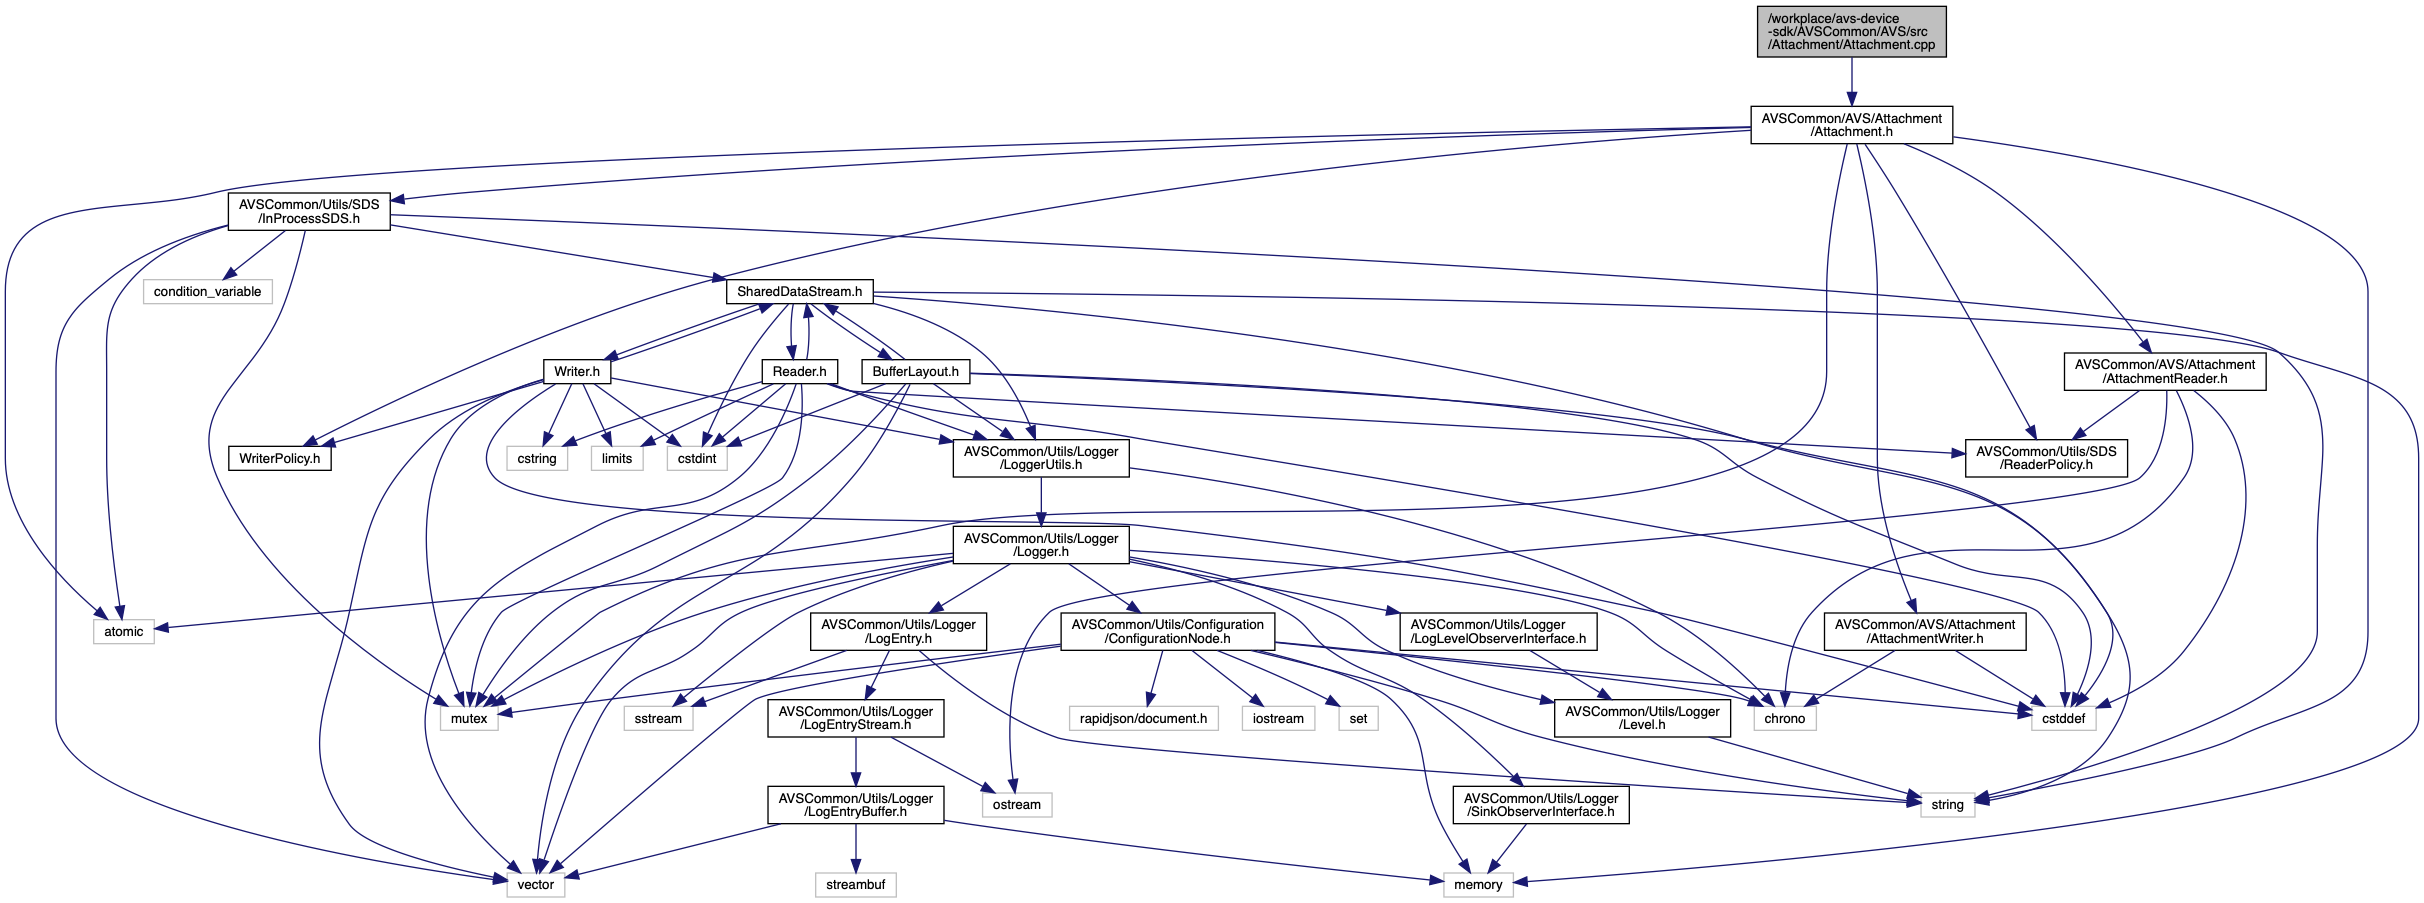 /workplace/avs-device
-sdk/AVSCommon/AVS/src
/Attachment/Attachment.cpp
AVSCommon/AVS/Attachment
/Attachment.h
AVSCommon/Utils/SDS
/InProcessSDS.h
condition_variable
SharedDataStream.h
Writer.h
Reader.h
BufferLayout.h
AVSCommon/AVS/Attachment
/AttachmentReader.h
WriterPolicy.h
cstring
limits
cstdint
AVSCommon/Utils/Logger
/LoggerUtils.h
AVSCommon/Utils/SDS
/ReaderPolicy.h
AVSCommon/Utils/Logger
/Logger.h
atomic
AVSCommon/Utils/Logger
/LogEntry.h
AVSCommon/Utils/Configuration
/ConfigurationNode.h
AVSCommon/Utils/Logger
/LogLevelObserverInterface.h
AVSCommon/AVS/Attachment
/AttachmentWriter.h
mutex
sstream
AVSCommon/Utils/Logger
/LogEntryStream.h
rapidjson/document.h
iostream
set
AVSCommon/Utils/Logger
/Level.h
chrono
cstddef
AVSCommon/Utils/Logger
/LogEntryBuffer.h
ostream
AVSCommon/Utils/Logger
/SinkObserverInterface.h
string
vector
streambuf
memory